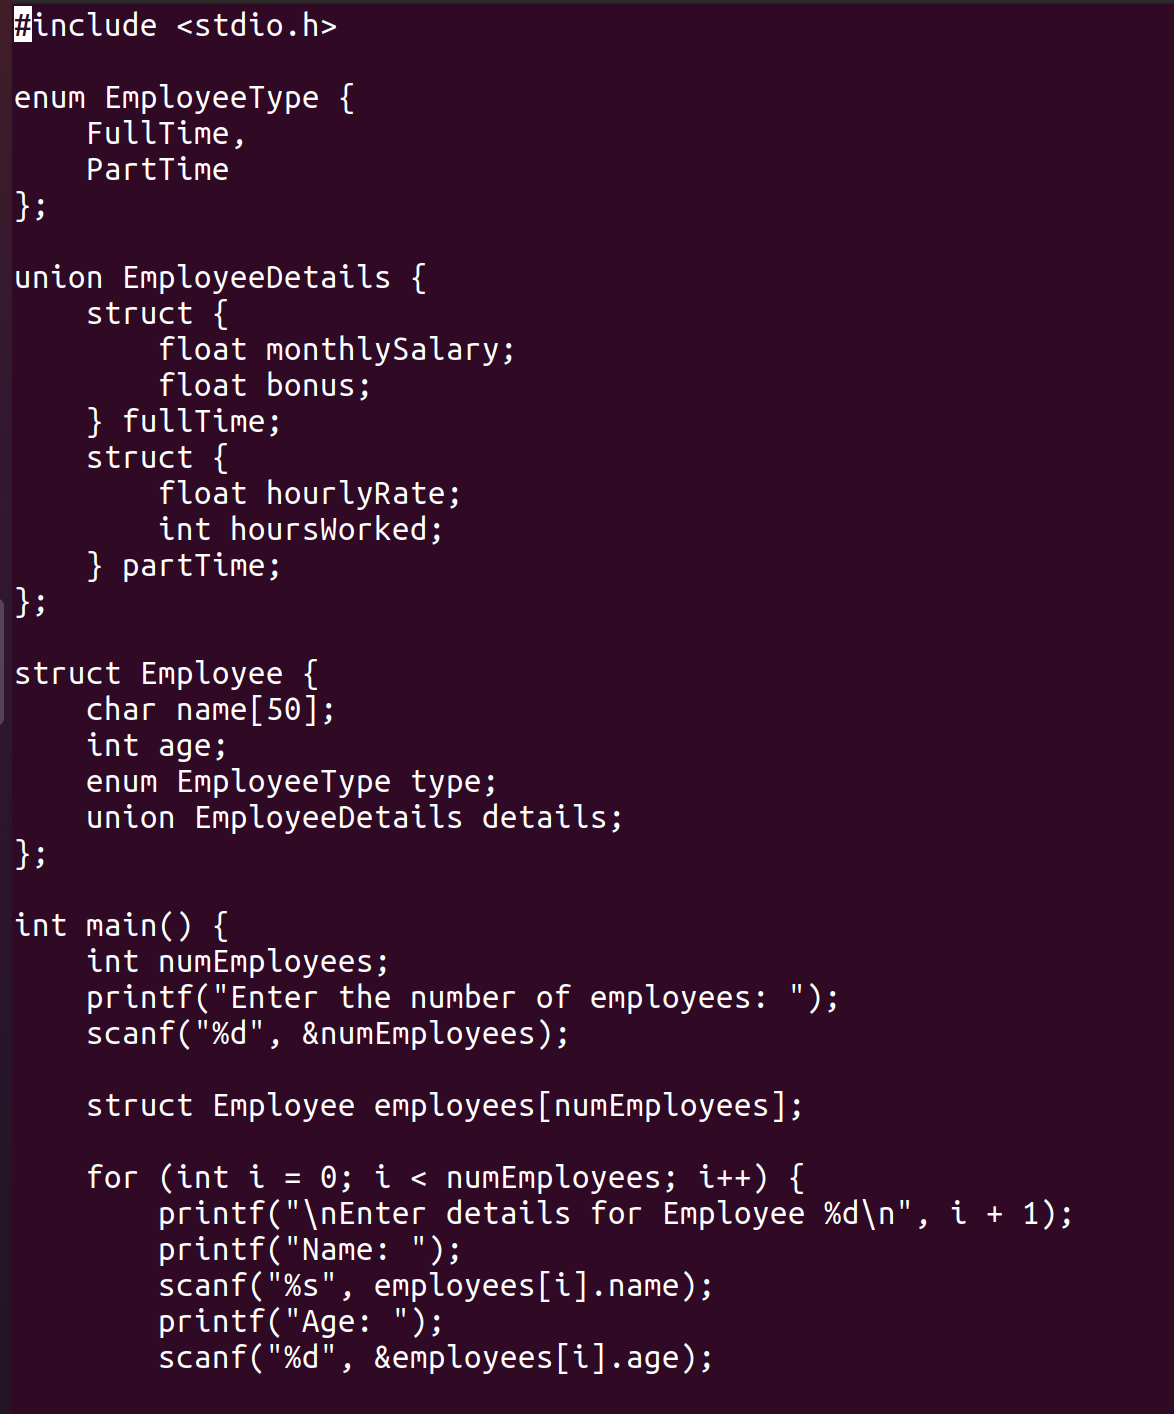 #include <stdio.h>

enum EmployeeType {
    FullTime,
    PartTime
};

union EmployeeDetails {
    struct {
        float monthlySalary;
        float bonus;
    } fullTime;
    struct {
        float hourlyRate;
        int hoursWorked;
    } partTime;
};

struct Employee {
    char name[50];
    int age;
    enum EmployeeType type;
    union EmployeeDetails details;
};

int main() {
    int numEmployees;
    printf("Enter the number of employees: ");
    scanf("%d", &numEmployees);

    struct Employee employees[numEmployees];

    for (int i = 0; i < numEmployees; i++) {
        printf("\nEnter details for Employee %d\n", i + 1);
        printf("Name: ");
        scanf("%s", employees[i].name);
        printf("Age: ");
        scanf("%d", &employees[i].age);